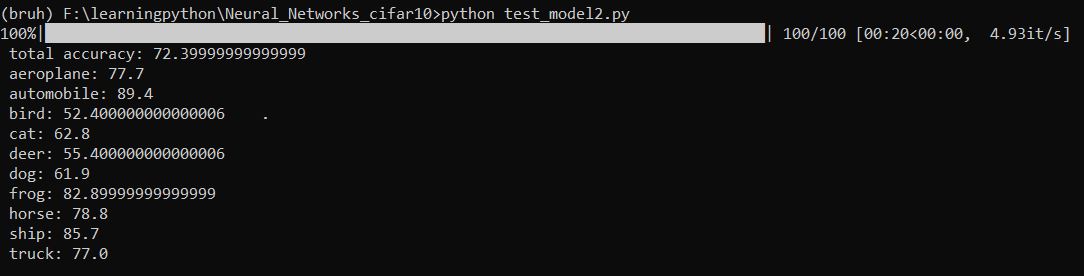 (bruh) F:\learningpython\Neural_Networks_cifar10>python test_model2.py
100%|██████████████████████████████████████████████████████████████████████████████| 100/100 [00:20<00:00,  4.93it/s]
 total accuracy: 72.39999999999999
 aeroplane: 77.7
 automobile: 89.4
 bird: 52.400000000000006    .
 cat: 62.8
 deer: 55.400000000000006
 dog: 61.9
 frog: 82.89999999999999
 horse: 78.8
 ship: 85.7
 truck: 77.0